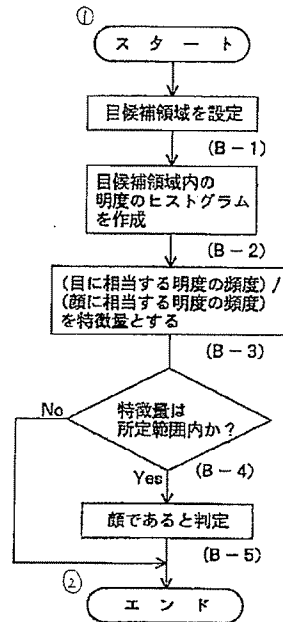 ①
スタート
目候補領域を設定
(B-1)
目候補領域内の
明度のヒストグラム
を作成
(B-2)
(目に相当する明度の頻度)/
(顔に相当する明度の頻度)
を特徴量とする
(B-3)
No
特徴量は
所定範囲内か?
(B-4)
Yes
顔であると判定
(B-5)
②
エンド